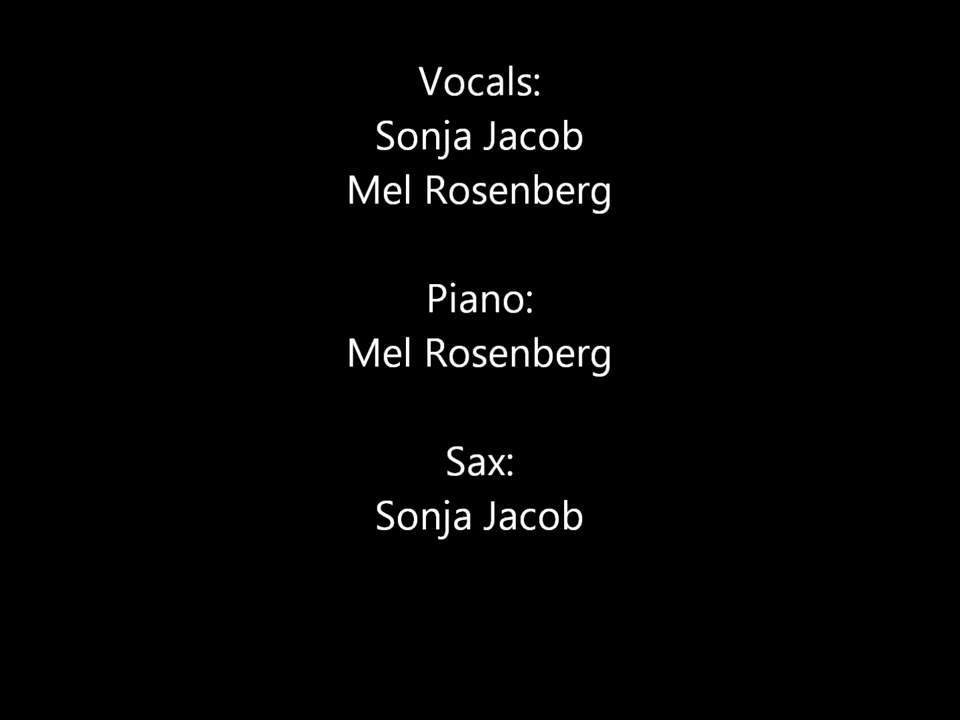 Vocals:
Sonja Jacob
Mel Rosenberg
Piano:
Mel Rosenberg
Sax:
Sonja Jacob